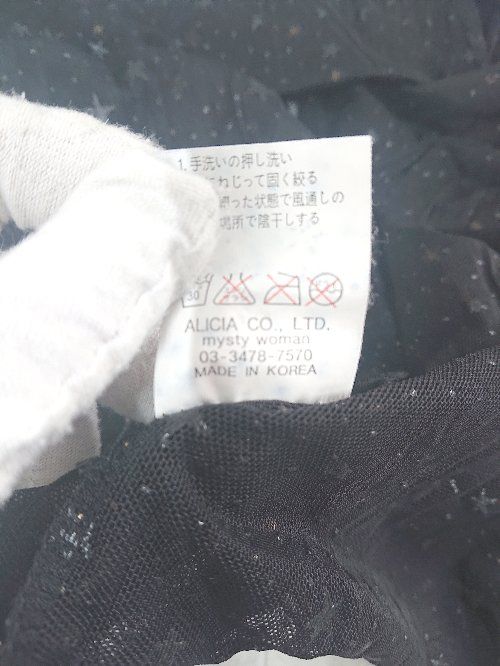 1.手洗いの押し洗い
ねじって固く絞る
った状態で風通しの
場所で陰干しする
30
ALICIA CO., LTD.
mysty woman
03-3478-7570
MADE IN KOREA